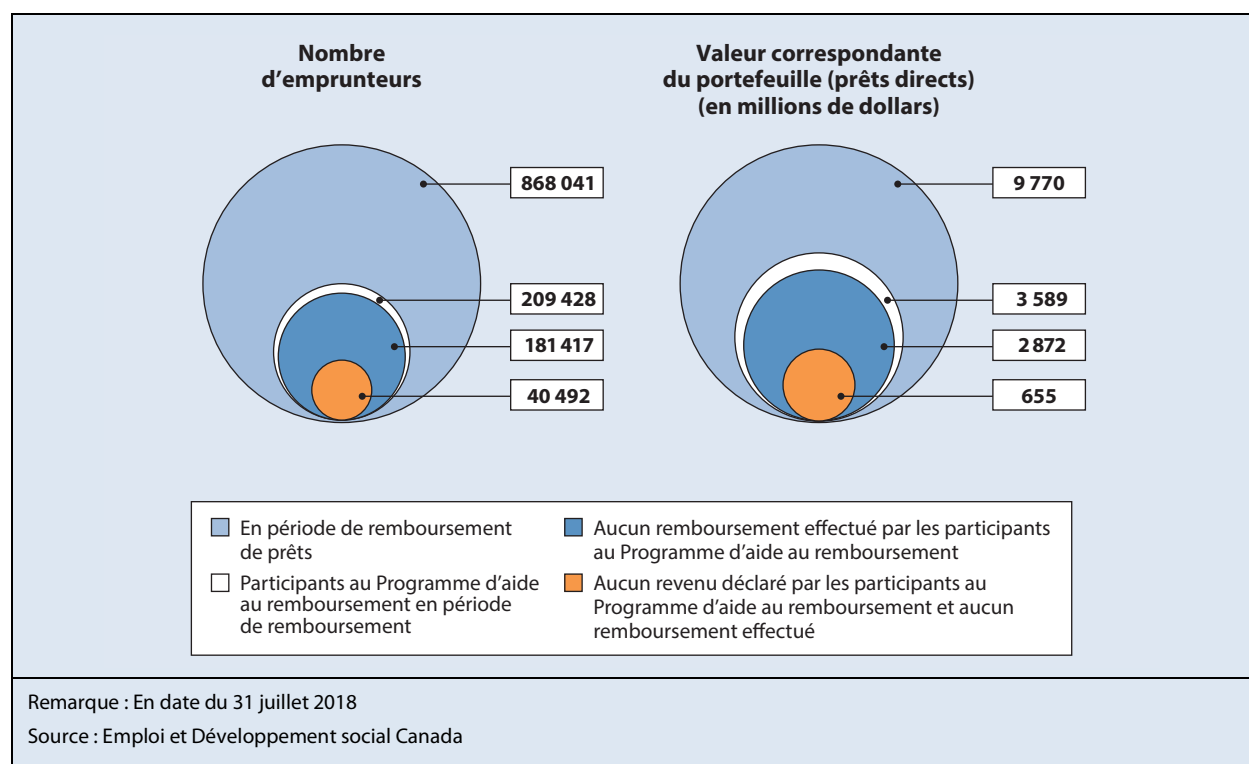 Nombre
d'emprunteurs
868 041
209 428
181 417
40 492
Valeur correspondante
du portefeuille (prêts directs)
(en millions de dollars)
9 770
3 589
2 872
655
En période de remboursement
de prêts
Participants au Programme d'aide
au remboursement en période
de remboursement
Aucun remboursement effectué par les participants
au Programme d'aide au remboursement
Aucun revenu déclaré par les participants au
Programme d'aide au remboursement et aucun
remboursement effectué
Remarque : En date du 31 juillet 2018
Source : Emploi et Développement social Canada